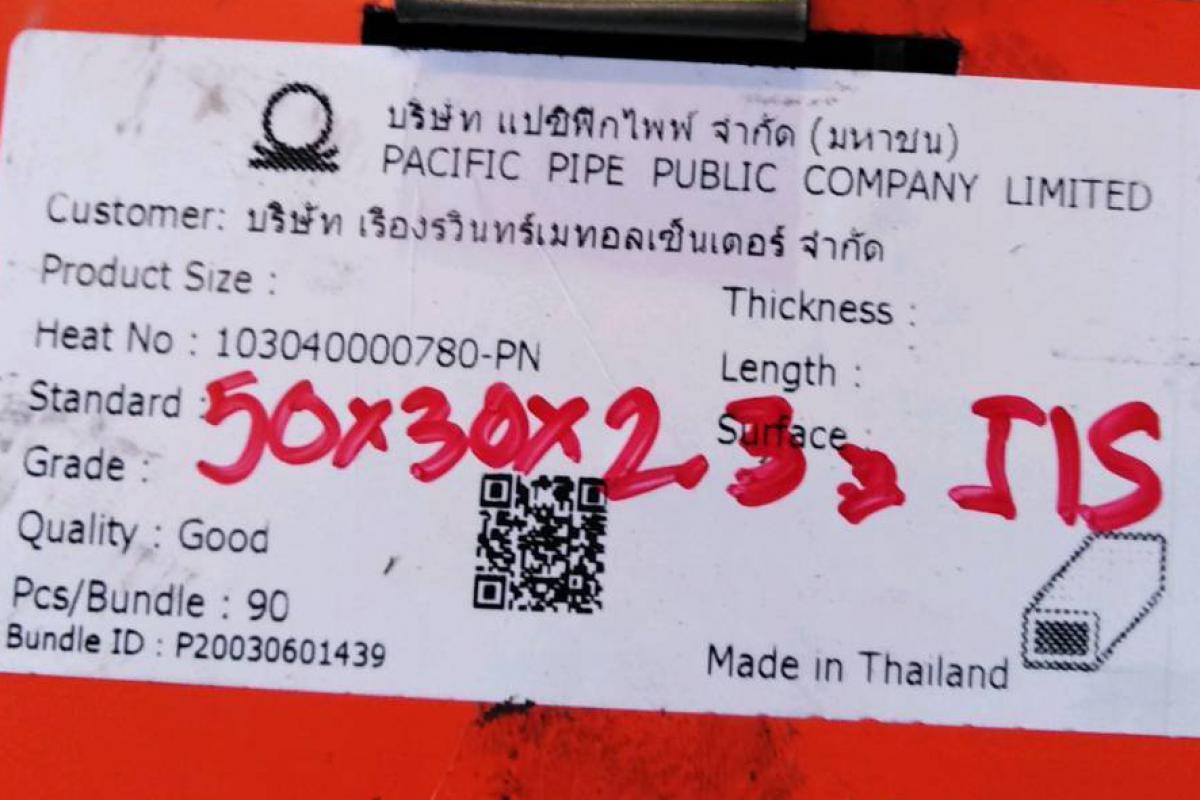 บริษัท แปซิฟิกไพพ์ จำกัด (มหาชน)
PACIFIC PIPE PUBLIC COMPANY LIMITED
Customer: บริษัท เรืองรวินทร์เมทอลเซ็นเตอร์ จำกัด
Product Size :
Thickness :
Heat No : 103040000780-PN
Length :
Standard :
Surface :
50x30x2.3 JIS
Grade :
Quality : Good
Pcs/Bundle : 90
Bundle ID : P20030601439
Made in Thailand